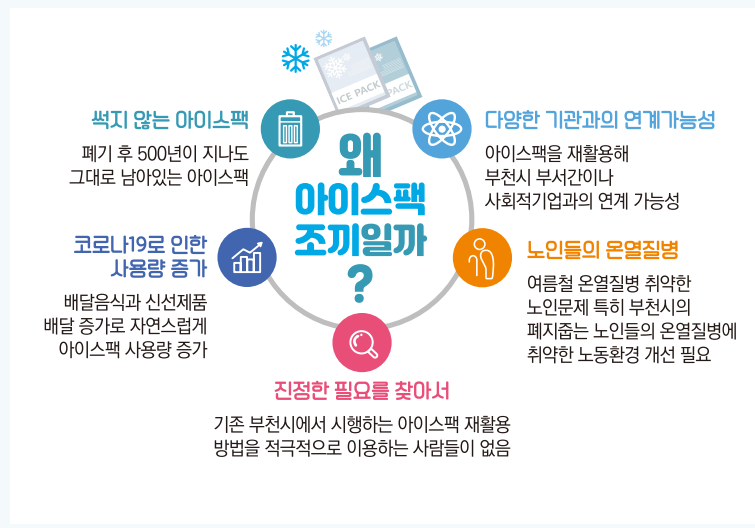 ICE PACK
PACK
왜
아이스팩
조끼일까
?
썩지 않는 아이스팩
폐기 후 500년이 지나도
그대로 남아있는 아이스팩
다양한 기관과의 연계가능성
아이스팩을 재활용해
부천시 부서간이나
사회적기업과의 연계 가능성
코로나19로 인한
사용량 증가
배달음식과 신선제품
배달 증가로 자연스럽게
아이스팩 사용량 증가
노인들의 온열질병
여름철 온열질병 취약한
노인문제 특히 부천시의
폐지줍는 노인들의 온열질병에
취약한 노동환경 개선 필요
진정한 필요를 찾아서
기존 부천시에서 시행하는 아이스팩 재활용
방법을 적극적으로 이용하는 사람들이 없음